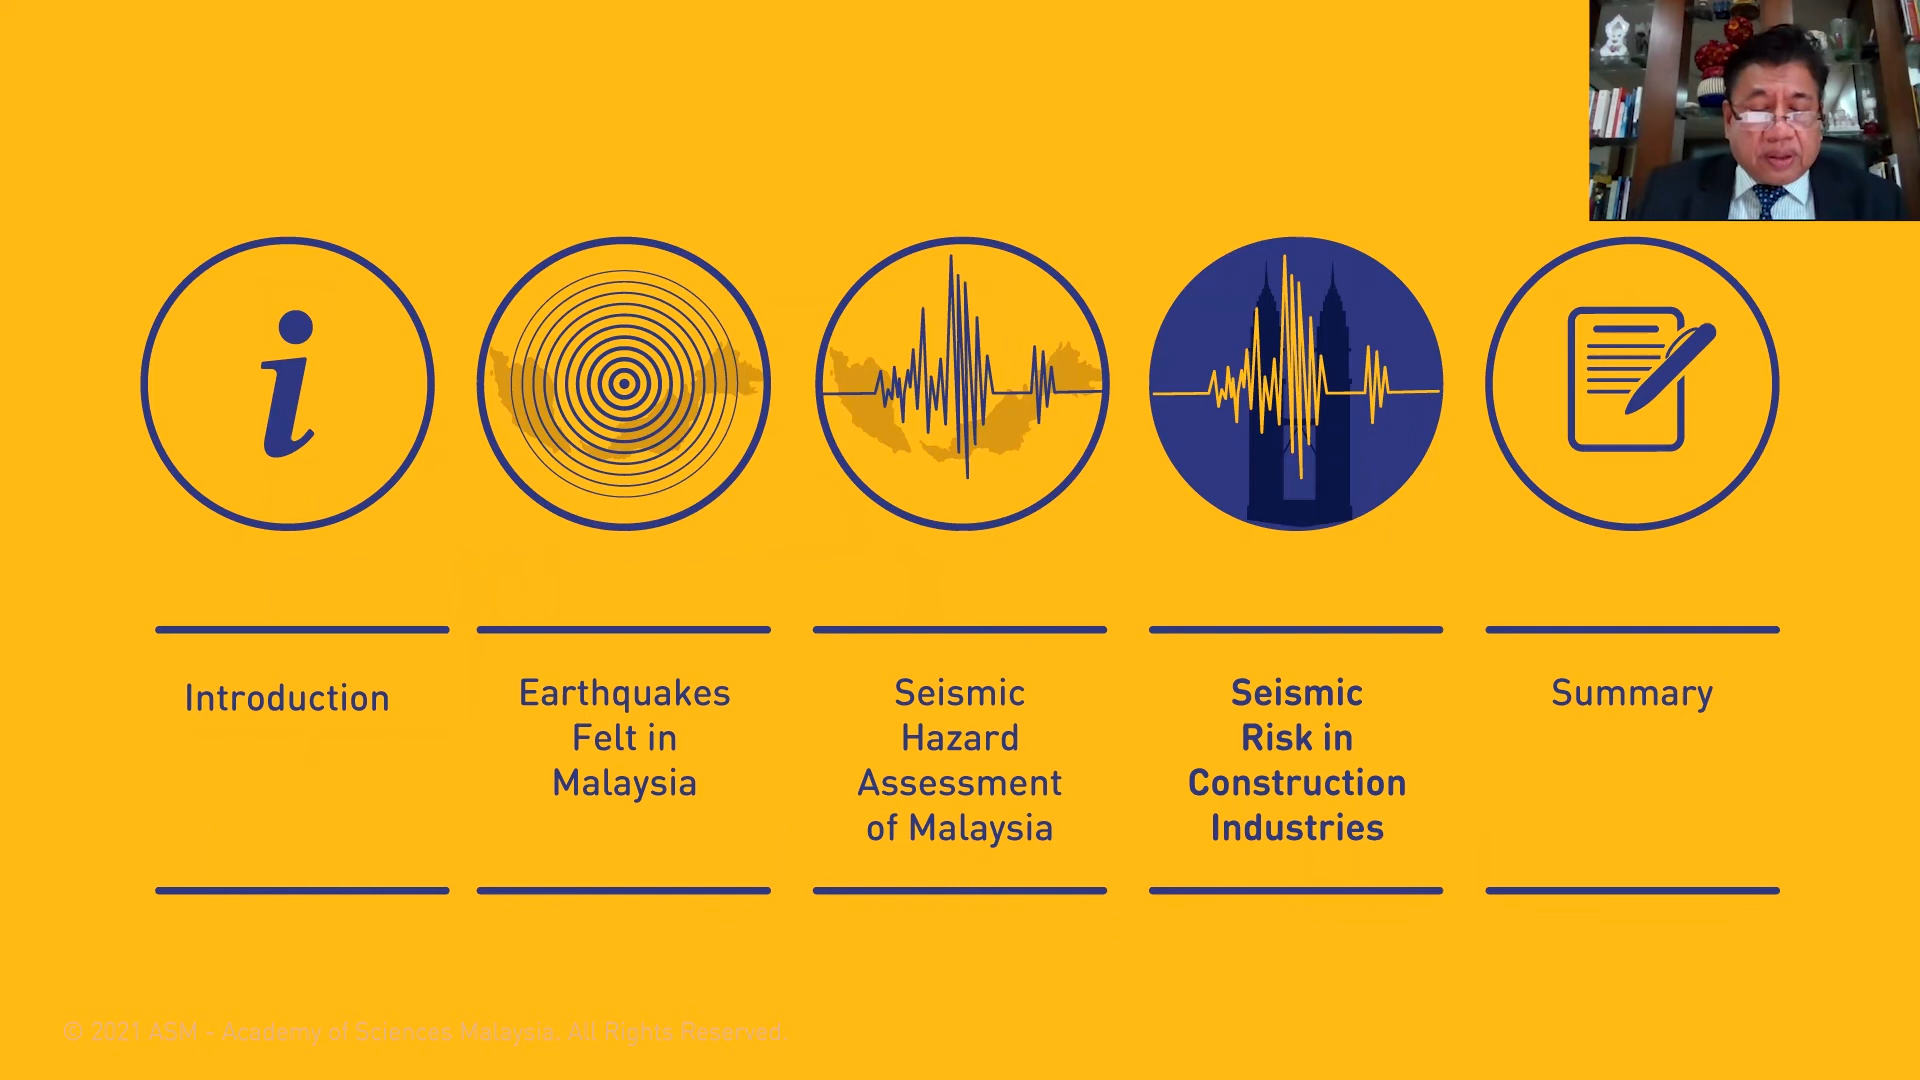 Introduction
Earthquakes
Felt in
Malaysia
Seismic
Hazard
Assessment
of Malaysia
Seismic
Risk in
Construction
Industries
Summary
© 2021 ASM - Academy of Sciences Malaysia. All Rights Reserved.